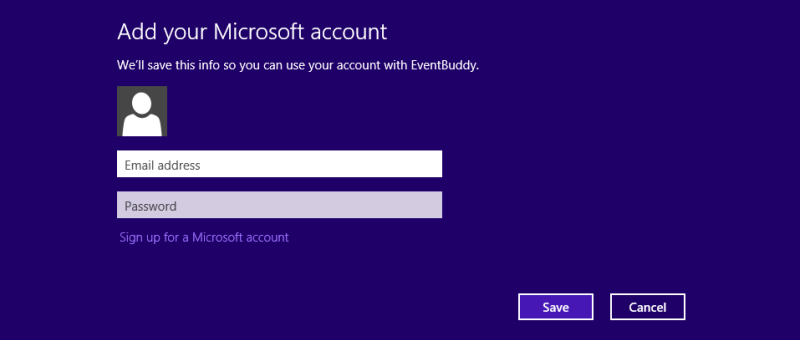 Add your Microsoft account
We'll save this info so you can use your account with EventBuddy.
Email address
Password
Sign up for a Microsoft account
Save Cancel